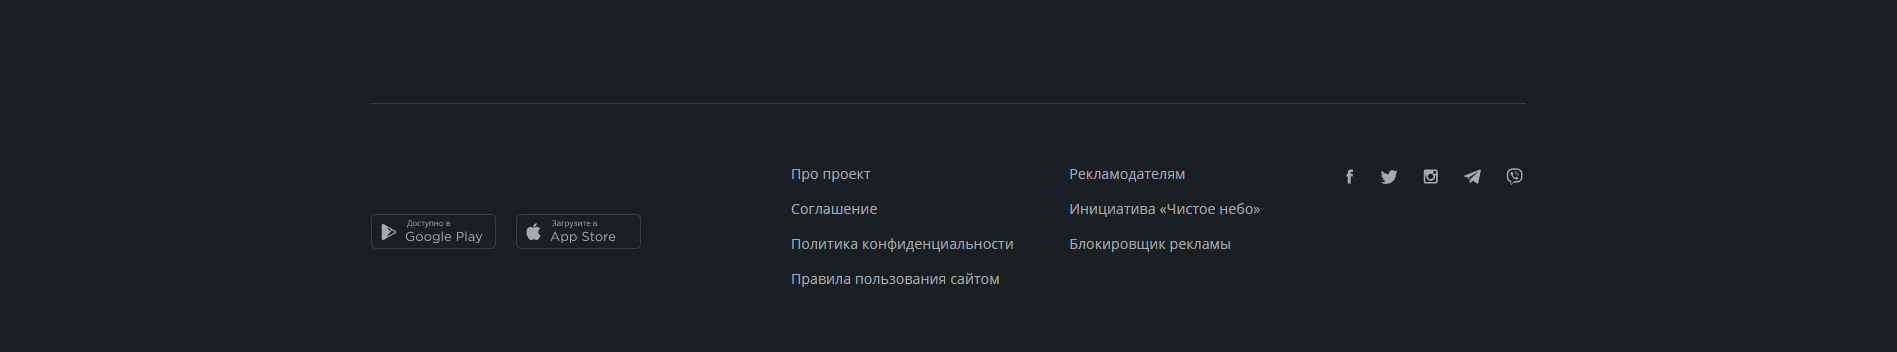 Доступно в
Google Play
Загрузите в
App Store
Про проект
Соглашение
Политика конфиденциальности
Правила пользования сайтом
Рекламодателям
Инициатива «Чистое небо»
Блокировщик рекламы